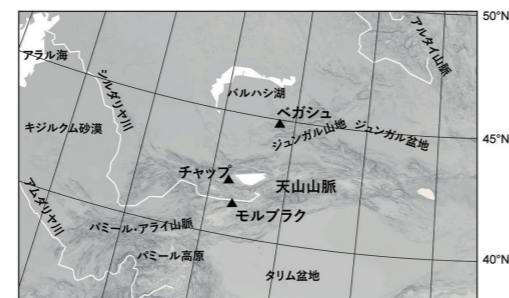 50°N
アルタイ山脈
アラル海
シルダリヤ川
バルハシ湖
ベガシュ
キジルクム砂漠
ジュンガル山地
ジュンガル盆地
45°N
チャップ
天山山脈
アムダリヤ川
モルブラク
パミール・アライ山脈
パミール高原
40°N
タリム盆地